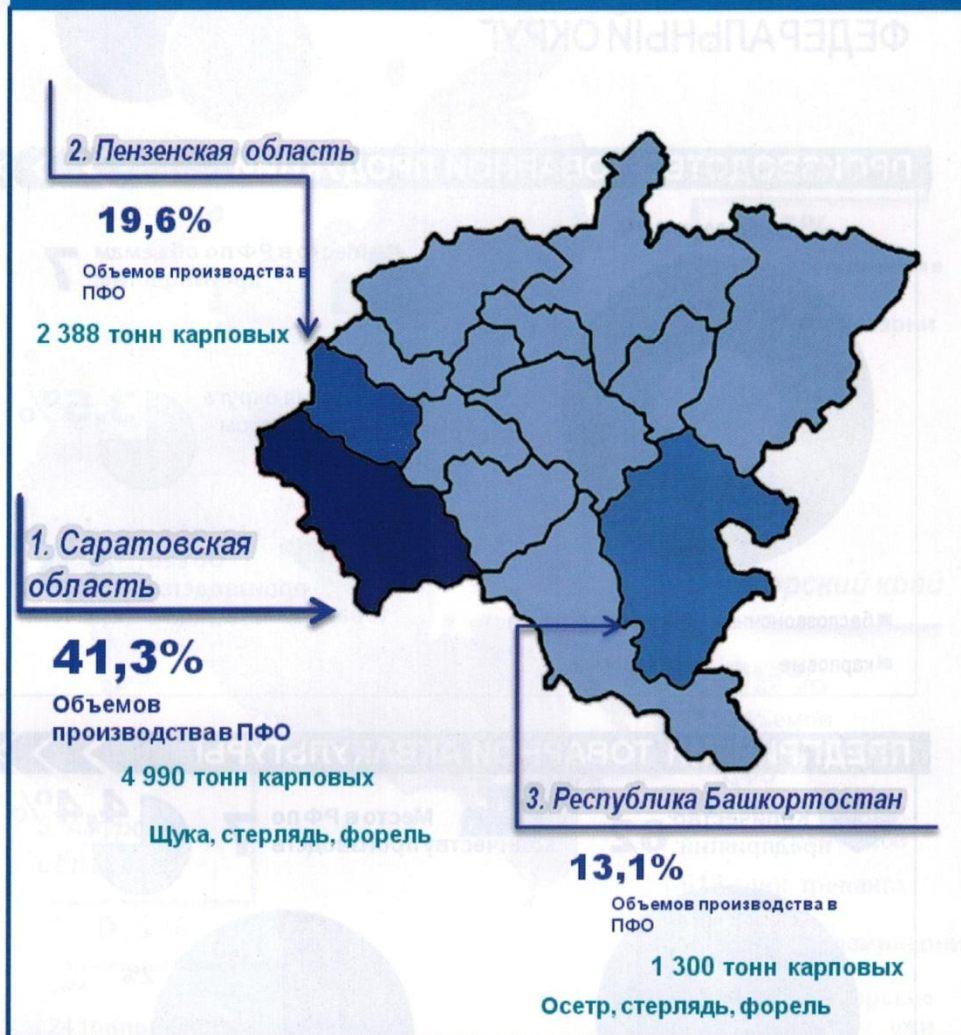 2. Пензенская область
19,6%
Объемов производства в
ПФО
2 388 тонн карповых
1. Саратовская
область
41,3%
Объемов
производства в ПФО
4 990 тонн карповых
Щука, стерлядь, форель
3. Республика Башкортостан
13,1%
Объемов производства в
ПФО
1 300 тонн карповых
Осетр, стерлядь, форель